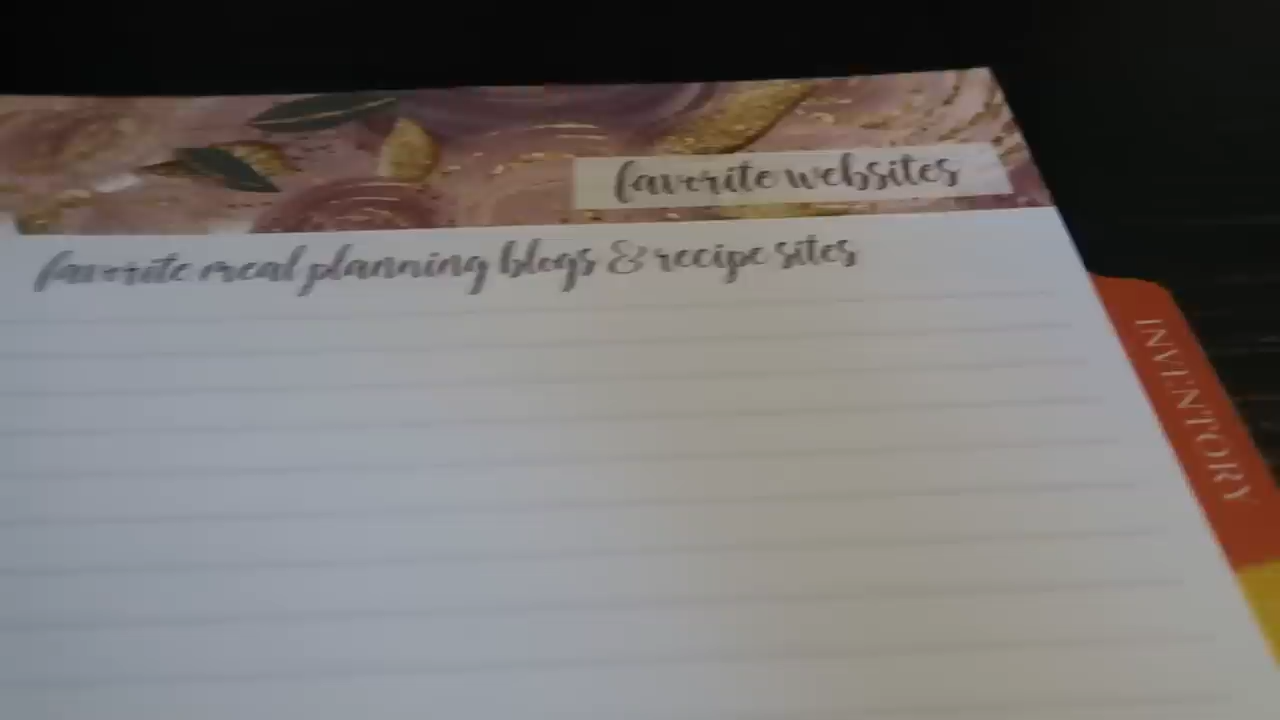 favorite websites
favorite meal planning blogs & recipe sites
INVENTORY